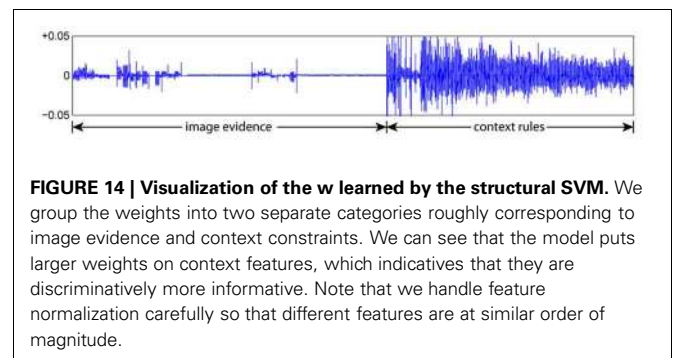 +0.05
0
−0.05
image evidence
context rules
FIGURE 14 | Visualization of the w learned by the structural SVM. We
group the weights into two separate categories roughly corresponding to
image evidence and context constraints. We can see that the model puts
larger weights on context features, which indicatives that they are
discriminatively more informative. Note that we handle feature
normalization carefully so that different features are at similar order of
magnitude.